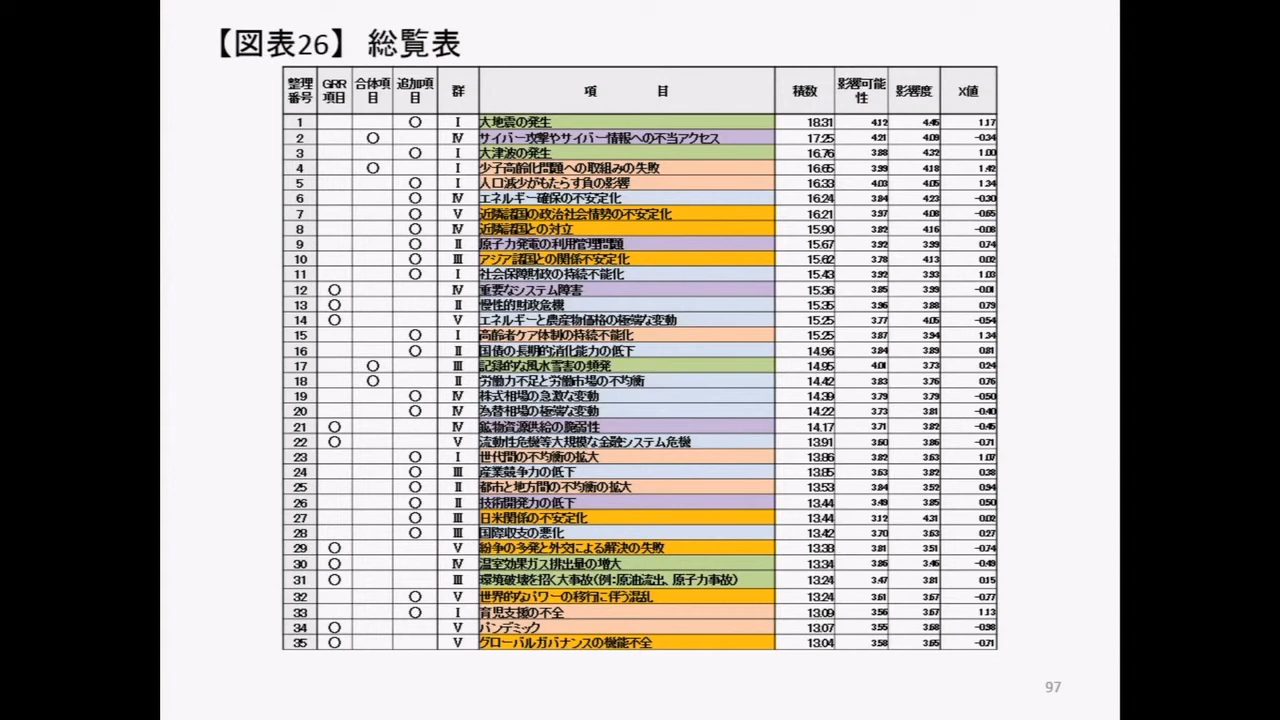 【図表26】 総覧表
整理番号 GRR項目 合体項目 追加項目 群 項 目 積数 影響可能性 影響度 X値
1 ○ Ⅰ 大地震の発生 18.31 4.12 4.45 1.17
2 ○ Ⅳ サイバー攻撃やサイバー情報への不当アクセス 17.25 4.21 4.09 -0.34
3 ○ Ⅰ 大津波の発生 16.76 3.88 4.32 1.00
4 ○ Ⅰ 少子高齢化問題への取組みの失敗 16.65 3.99 4.18 1.42
5 ○ Ⅰ 人口減少がもたらす負の影響 16.33 4.03 4.05 1.34
6 ○ Ⅳ エネルギー確保の不安定化 16.24 3.84 4.23 -0.30
7 ○ Ⅴ 近隣諸国の政治社会情勢の不安定化 16.21 3.97 4.08 -0.65
8 ○ Ⅳ 近隣諸国との対立 15.90 3.82 4.16 -0.08
9 ○ Ⅱ 原子力発電の利用管理問題 15.67 3.92 3.99 0.74
10 ○ Ⅲ アジア諸国との関係不安定化 15.62 3.78 4.13 0.02
11 ○ Ⅰ 社会保障財政の持続不能化 15.43 3.92 3.93 1.03
12 ○ Ⅳ 重要なシステム障害 15.36 3.85 3.99 -0.01
13 ○ Ⅱ 慢性的財政危機 15.35 3.96 3.88 0.79
14 ○ Ⅴ エネルギーと農産物価格の極端な変動 15.25 3.77 4.05 -0.54
15 ○ Ⅰ 高齢者ケア体制の持続不能化 15.25 3.87 3.94 1.34
16 ○ Ⅱ 国債の長期的消化能力の低下 14.96 3.84 3.89 0.81
17 ○ Ⅲ 記録的な風水雪害の頻発 14.95 4.01 3.73 0.24
18 ○ Ⅱ 労働力不足と労働市場の不均衡 14.42 3.83 3.76 0.76
19 ○ Ⅳ 株式相場の急激な変動 14.39 3.79 3.79 -0.50
20 ○ Ⅳ 為替相場の極端な変動 14.22 3.73 3.81 -0.40
21 ○ Ⅳ 鉱物資源供給の脆弱性 14.17 3.71 3.82 -0.45
22 ○ Ⅴ 流動性危機等大規模な金融システム危機 13.91 3.60 3.86 -0.71
23 ○ Ⅰ 世代間の不均衡の拡大 13.86 3.82 3.63 1.07
24 ○ Ⅲ 産業競争力の低下 13.85 3.63 3.82 0.38
25 ○ Ⅱ 都市と地方間の不均衡の拡大 13.53 3.84 3.52 0.94
26 ○ Ⅱ 技術開発力の低下 13.44 3.49 3.85 0.50
27 ○ Ⅲ 日米関係の不安定化 13.44 3.12 4.31 0.02
28 ○ Ⅲ 国際収支の悪化 13.42 3.70 3.63 0.27
29 ○ Ⅴ 紛争の多発と外交による解決の失敗 13.38 3.81 3.51 -0.74
30 ○ Ⅳ 温室効果ガス排出量の増大 13.34 3.86 3.46 -0.49
31 ○ Ⅲ 環境破壊を招く大事故(例:原油流出、原子力事故) 13.24 3.47 3.81 0.15
32 ○ Ⅴ 世界的なパワーの移行に伴う混乱 13.24 3.61 3.67 -0.77
33 ○ Ⅰ 育児支援の不全 13.09 3.56 3.67 1.13
34 ○ Ⅴ パンデミック 13.07 3.55 3.68 -0.98
35 ○ Ⅴ グローバルガバナンスの機能不全 13.04 3.58 3.65 -0.71
97